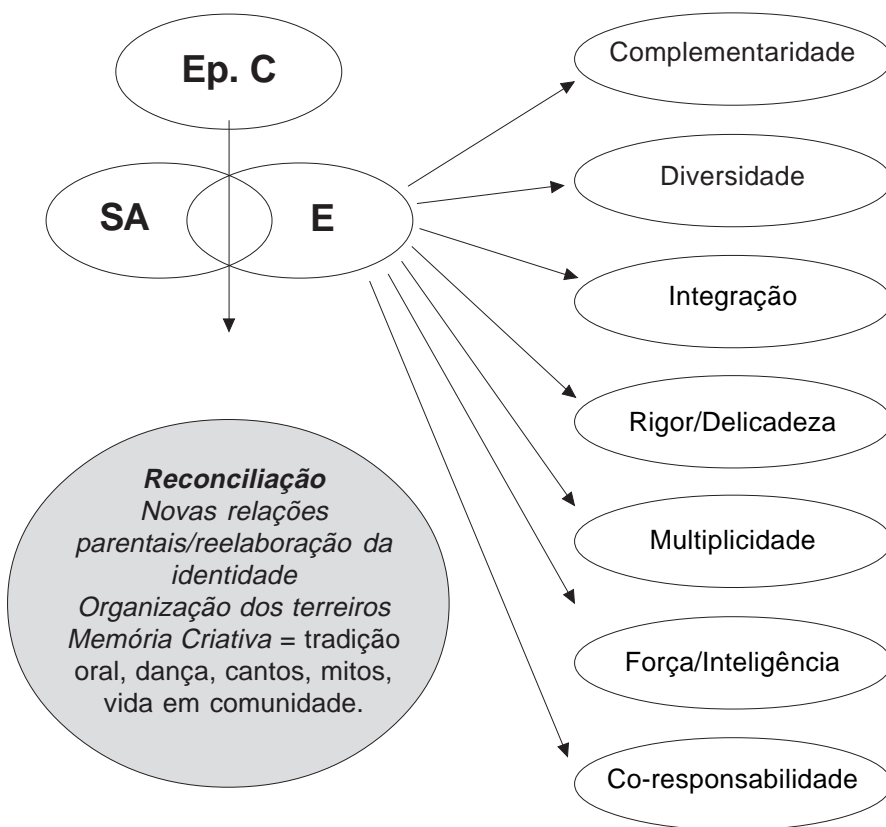 Ep. C
SA
E
Complementaridade
Diversidade
Integração
Rigor/Delicadeza
Multiplicidade
Força/Inteligência
Co-responsabilidade
Reconciliação
Novas relações
parentais/reelaboração da
identidade
Organização dos terreiros
Memória Criativa = tradição
oral, dança, cantos, mitos,
vida em comunidade.